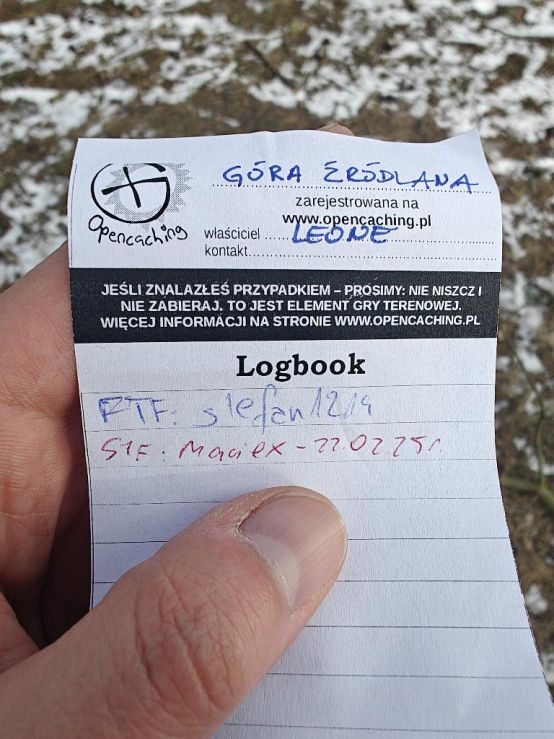 GÓRA ŹRÓDLANA
zarejestrowana na
www.opencaching.pl
Opencaching
właściciel LEONE
kontakt
JEŚLI ZNALAZŁEŚ PRZYPADKIEM – PROSIMY: NIE NISZCZ I
NIE ZABIERAJ. TO JEST ELEMENT GRY TERENOWEJ.
WIĘCEJ INFORMACJI NA STRONIE WWW.OPENCACHING.PL
Logbook
FTF: stefan1214
STF: Maciex - 22.02.25r.